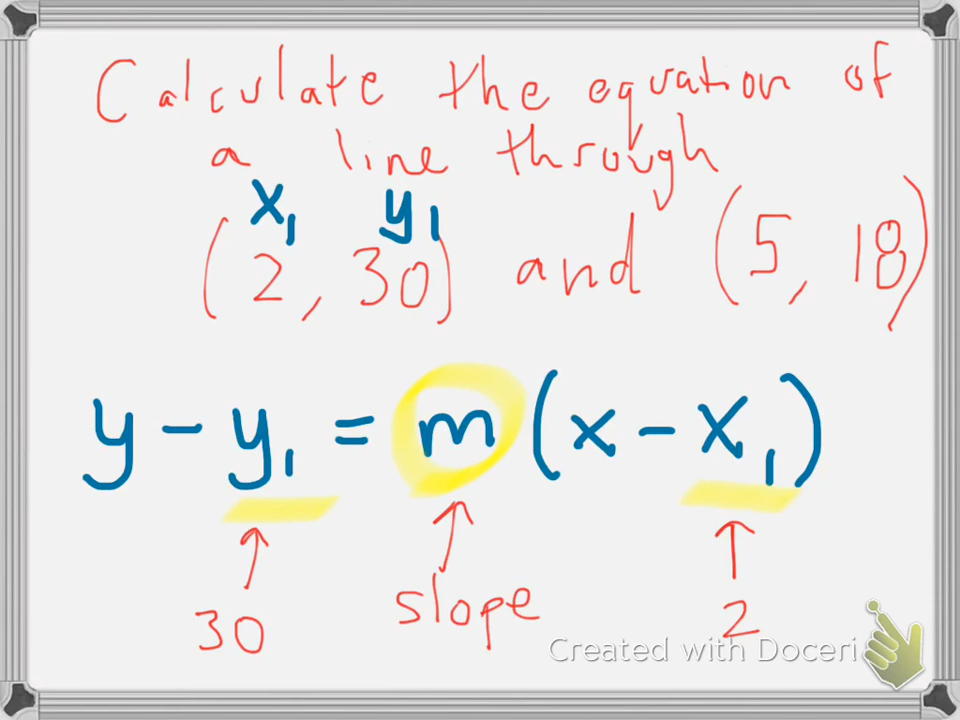 Calculate the equation of
a line through
x₁ y₁
(2, 30) and (5, 18)
y - y₁ = m (x - x₁)
30 slope 2
Created with Doceri